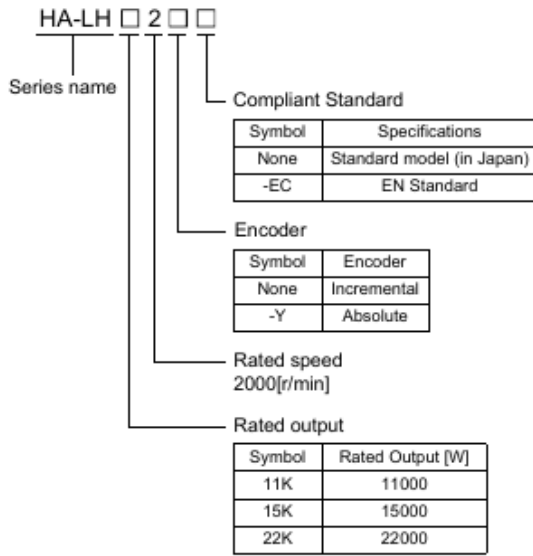 HA-LH □ 2 □ □
Series name
Compliant Standard
Symbol Specifications
None Standard model (in Japan)
-EC EN Standard
Encoder
Symbol Encoder
None Incremental
-Y Absolute
Rated speed
2000[r/min]
Rated output
Symbol Rated Output [W]
11K 11000
15K 15000
22K 22000